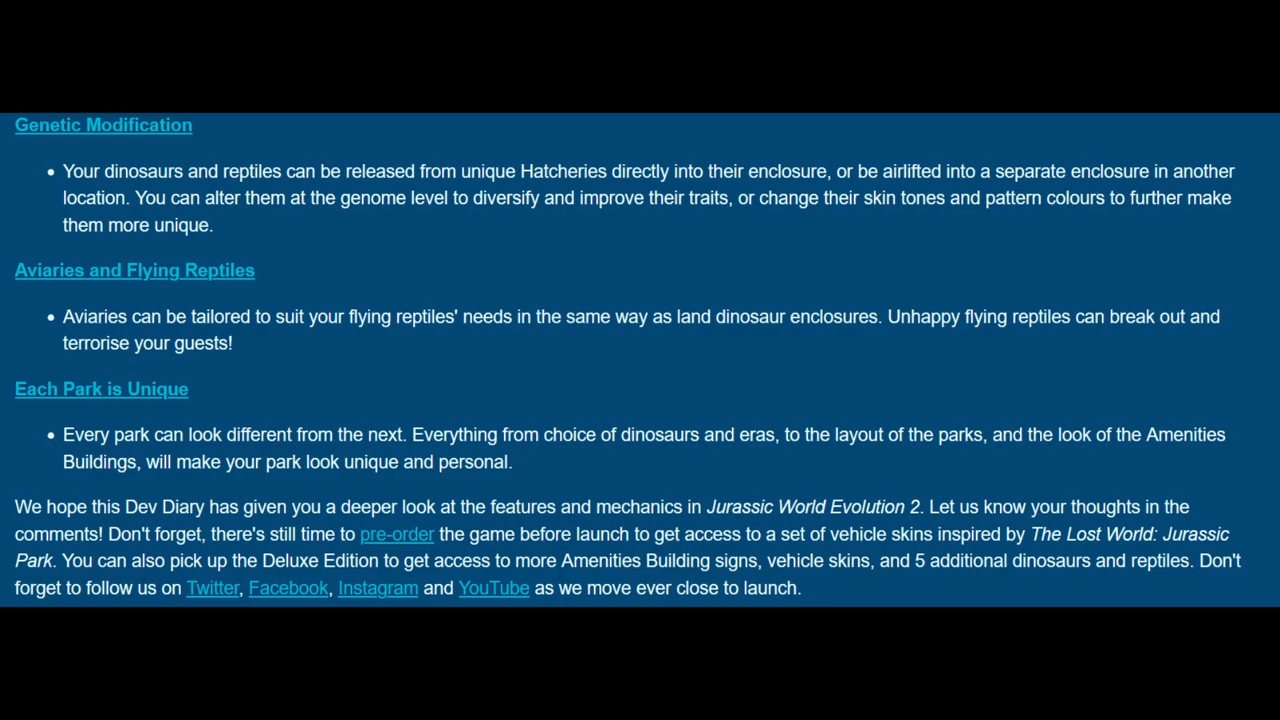 Genetic Modification
• Your dinosaurs and reptiles can be released from unique Hatcheries directly into their enclosure, or be airlifted into a separate enclosure in another
location. You can alter them at the genome level to diversify and improve their traits, or change their skin tones and pattern colours to further make
them more unique.
Aviaries and Flying Reptiles
• Aviaries can be tailored to suit your flying reptiles' needs in the same way as land dinosaur enclosures. Unhappy flying reptiles can break out and
terrorise your guests!
Each Park is Unique
• Every park can look different from the next. Everything from choice of dinosaurs and eras, to the layout of the parks, and the look of the Amenities
Buildings, will make your park look unique and personal.
We hope this Dev Diary has given you a deeper look at the features and mechanics in Jurassic World Evolution 2. Let us know your thoughts in the
comments! Don't forget, there's still time to pre-order the game before launch to get access to a set of vehicle skins inspired by The Lost World: Jurassic
Park. You can also pick up the Deluxe Edition to get access to more Amenities Building signs, vehicle skins, and 5 additional dinosaurs and reptiles. Don't
forget to follow us on Twitter, Facebook, Instagram and YouTube as we move ever close to launch.